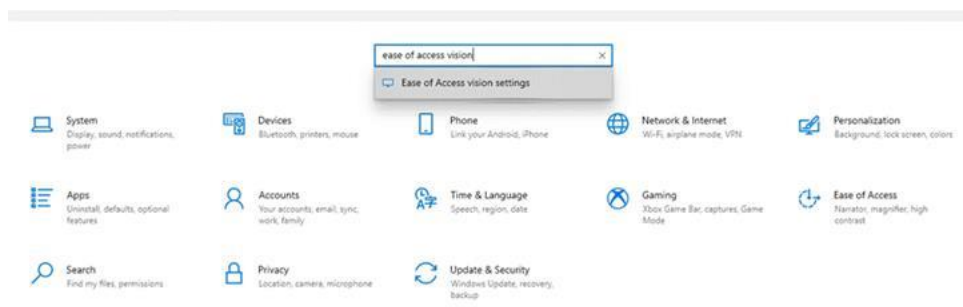 ease of access vision
Ease of Access vision settings
System
Display, sound, notifications,
power
Devices
Bluetooth, printers, mouse
Phone
Link your Android, iPhone
Network & Internet
Wi-Fi, airplane mode, VPN
Personalization
Background, lock screen, colors
Apps
Uninstall, defaults, optional
features
Accounts
Your accounts, email, sync,
work, family
Time & Language
Speech, region, date
Gaming
Xbox Game Bar, captures, Game
Mode
Ease of Access
Narrator, magnifier, high
contrast
Search
Find my files, permissions
Privacy
Location, camera, microphone
Update & Security
Windows Update, recovery,
backup